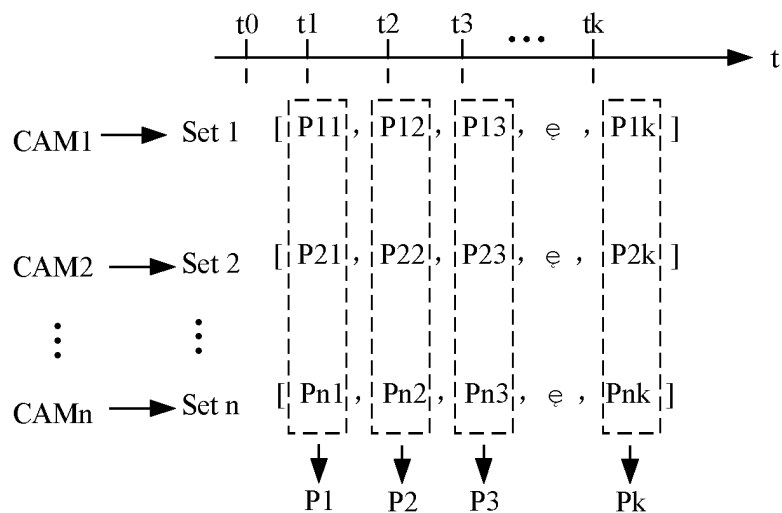 t0 t1 t2 t3 ••• tk
t
CAM1 Set 1 [ P11 , P12 , P13 , ę , P1k ]
CAM2 Set 2 [ P21 , P22 , P23 , ę , P2k ]
CAMn Set n [ Pn1 , Pn2 , Pn3 , ę , Pnk ]
P1 P2 P3 Pk